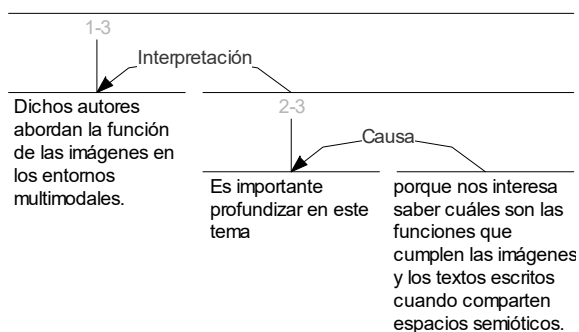 1-3
Interpretación
Dichos autores
abordan la función
de las imágenes en
los entornos
multimodales.
2-3
Causa
Es importante
profundizar en este
tema
porque nos interesa
saber cuáles son las
funciones que
cumplen las imágenes
y los textos escritos
cuando comparten
espacios semióticos.